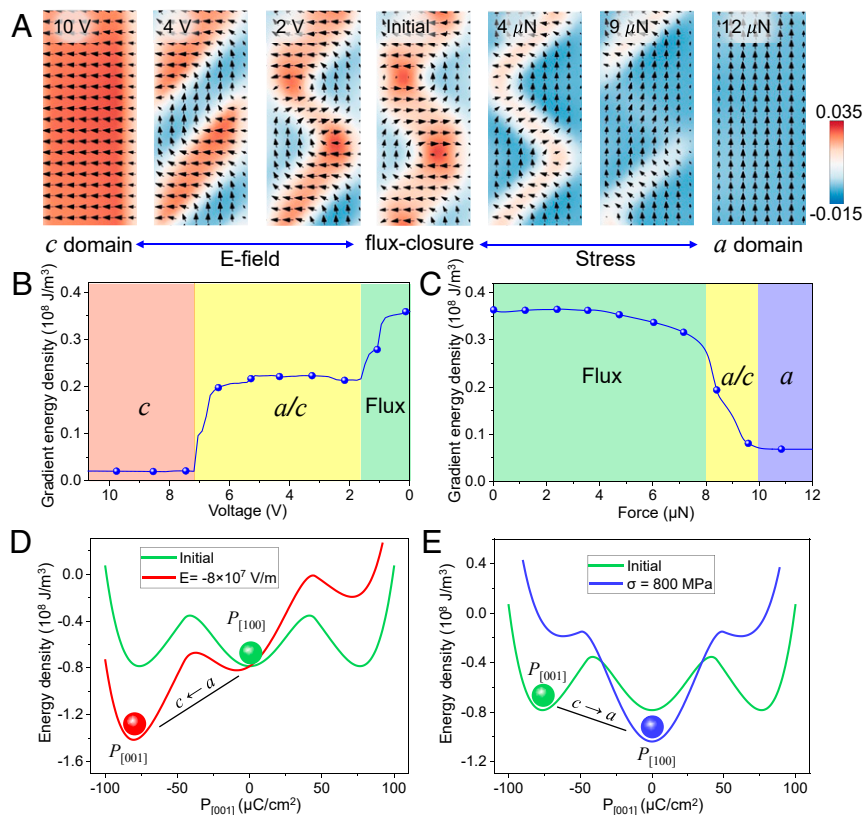 A
10 V
4 V
2 V
Initial
4 μN
9 μN
12 μN
0.035
-0.015
c domain
flux-closure
a domain
E-field
Stress
B
Gradient energy density (10⁸ J/m³)
0.4
0.3
0.2
0.1
0.0
c
a/c
Flux
10
8
6
4
2
0
Voltage (V)
C
Gradient energy density (10⁸ J/m³)
0.4
0.3
0.2
0.1
0.0
Flux
a/c
a
0
2
4
6
8
10
12
Force (μN)
D
Energy density (10⁸ J/m³)
0.0
-0.4
-0.8
-1.2
-1.6
Initial
E= -8×10⁷ V/m
P[100]
c ← a
P[001]
-100
-50
0
50
100
P[001] (μC/cm²)
E
Energy density (10⁸ J/m³)
0.4
0.0
-0.4
-0.8
-1.2
Initial
σ = 800 MPa
P[001]
c → a
P[100]
-100
-50
0
50
100
P[001] (μC/cm²)